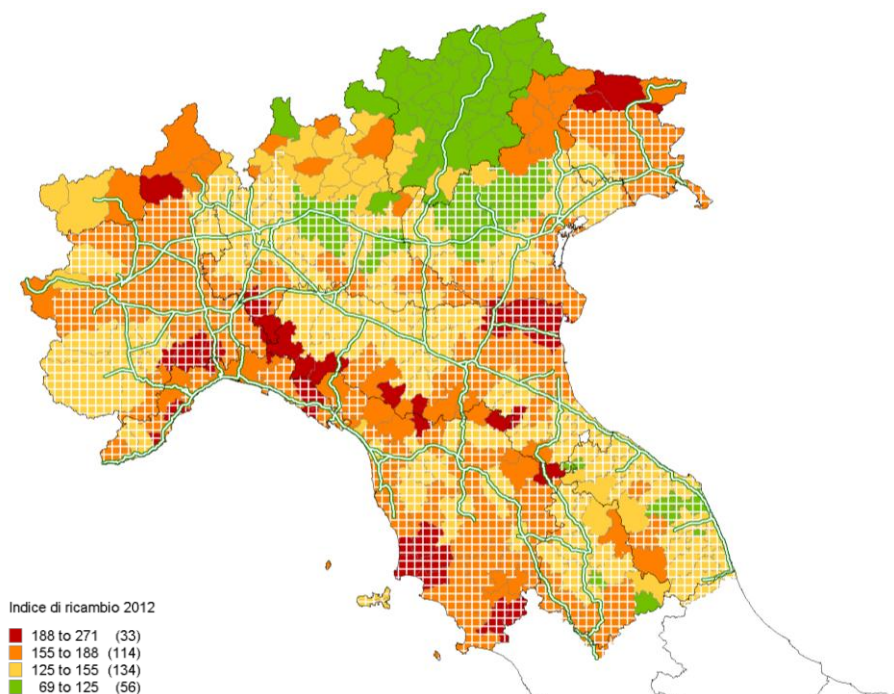 Indice di ricambio 2012
188 to 271 (33)
155 to 188 (114)
125 to 155 (134)
69 to 125 (56)